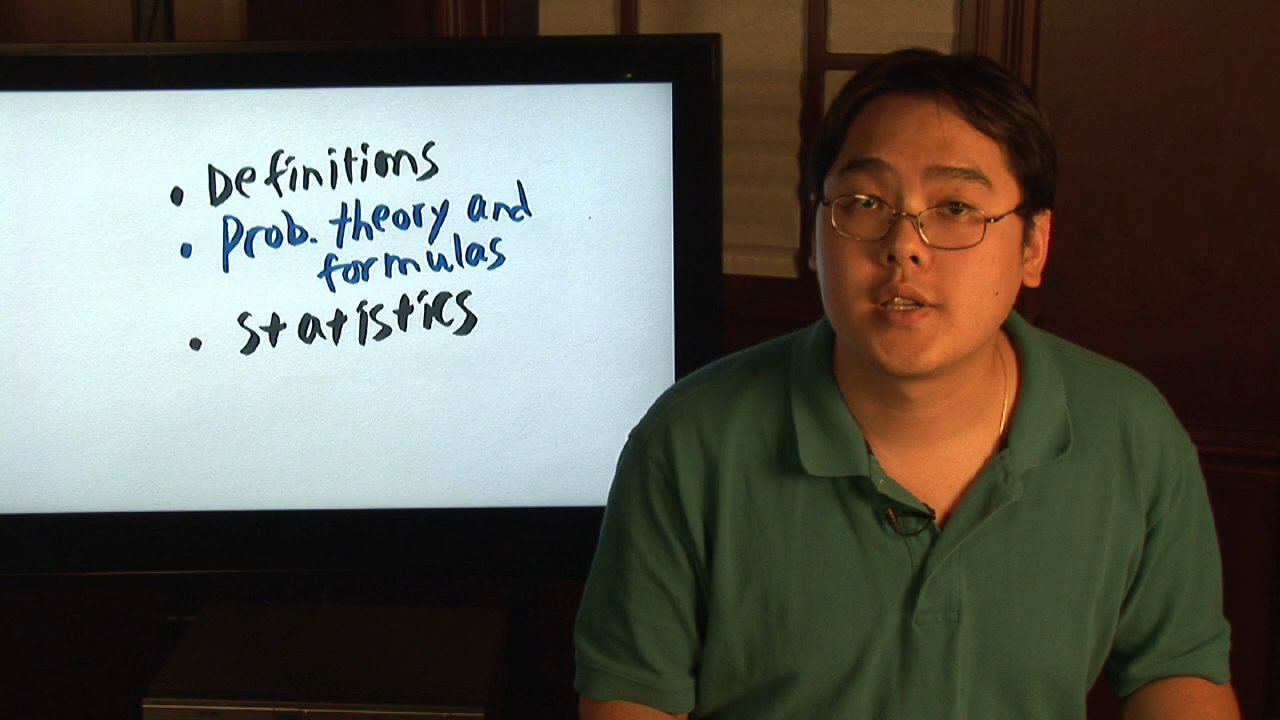 • Definitions
• Prob. theory and
formulas
• statistics